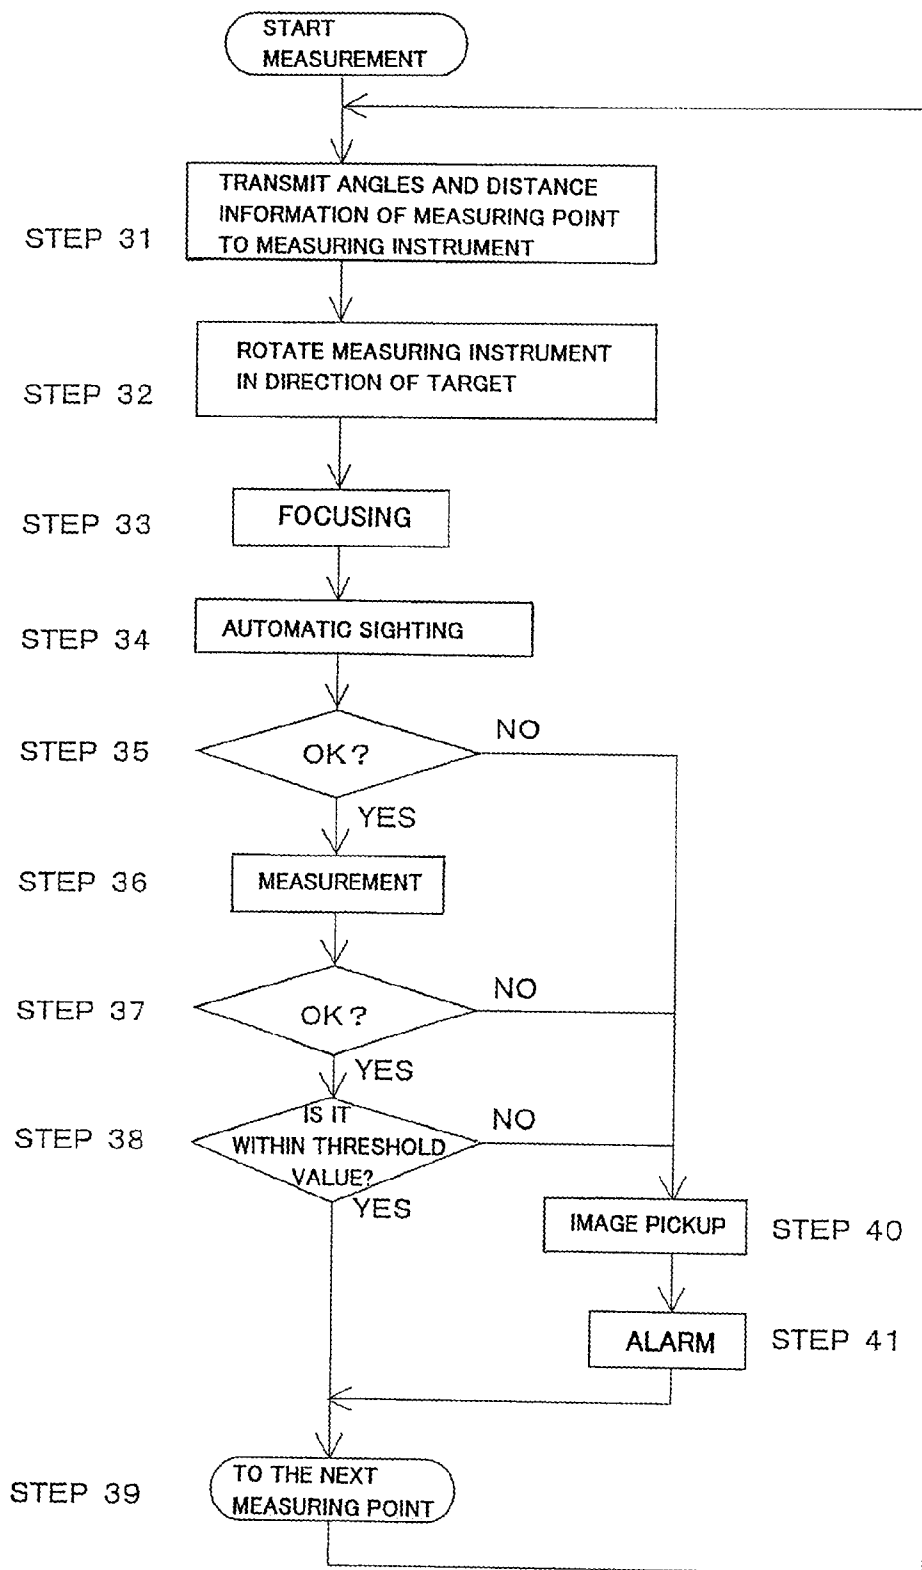 START
MEASUREMENT
TRANSMIT ANGLES AND DISTANCE
INFORMATION OF MEASURING POINT
TO MEASURING INSTRUMENT
STEP 31
ROTATE MEASURING INSTRUMENT
IN DIRECTION OF TARGET
STEP 32
FOCUSING
STEP 33
AUTOMATIC SIGHTING
STEP 34
NO
STEP 35
OK?
YES
STEP 36
MEASUREMENT
NO
STEP 37
OK?
YES
IS IT
NO
STEP 38
WITHIN THRESHOLD
VALUE?
YES
IMAGE PICKUP
STEP 40
ALARM
STEP 41
TO THE NEXT
MEASURING POINT
STEP 39